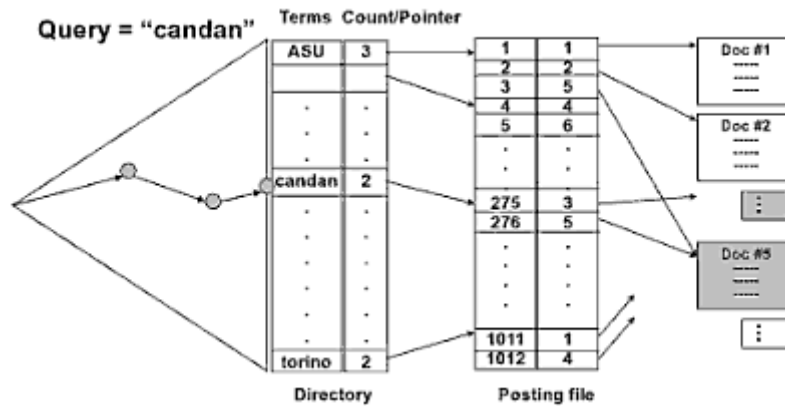 Query = “candan”
Terms Count/Pointer
ASU 3
candan 2
torino 2
Directory
1 1
2 2
3 5
4 4
5 6
275 3
276 5
1011 1
1012 4
Posting file
Doc #1
Doc #2
Doc #5